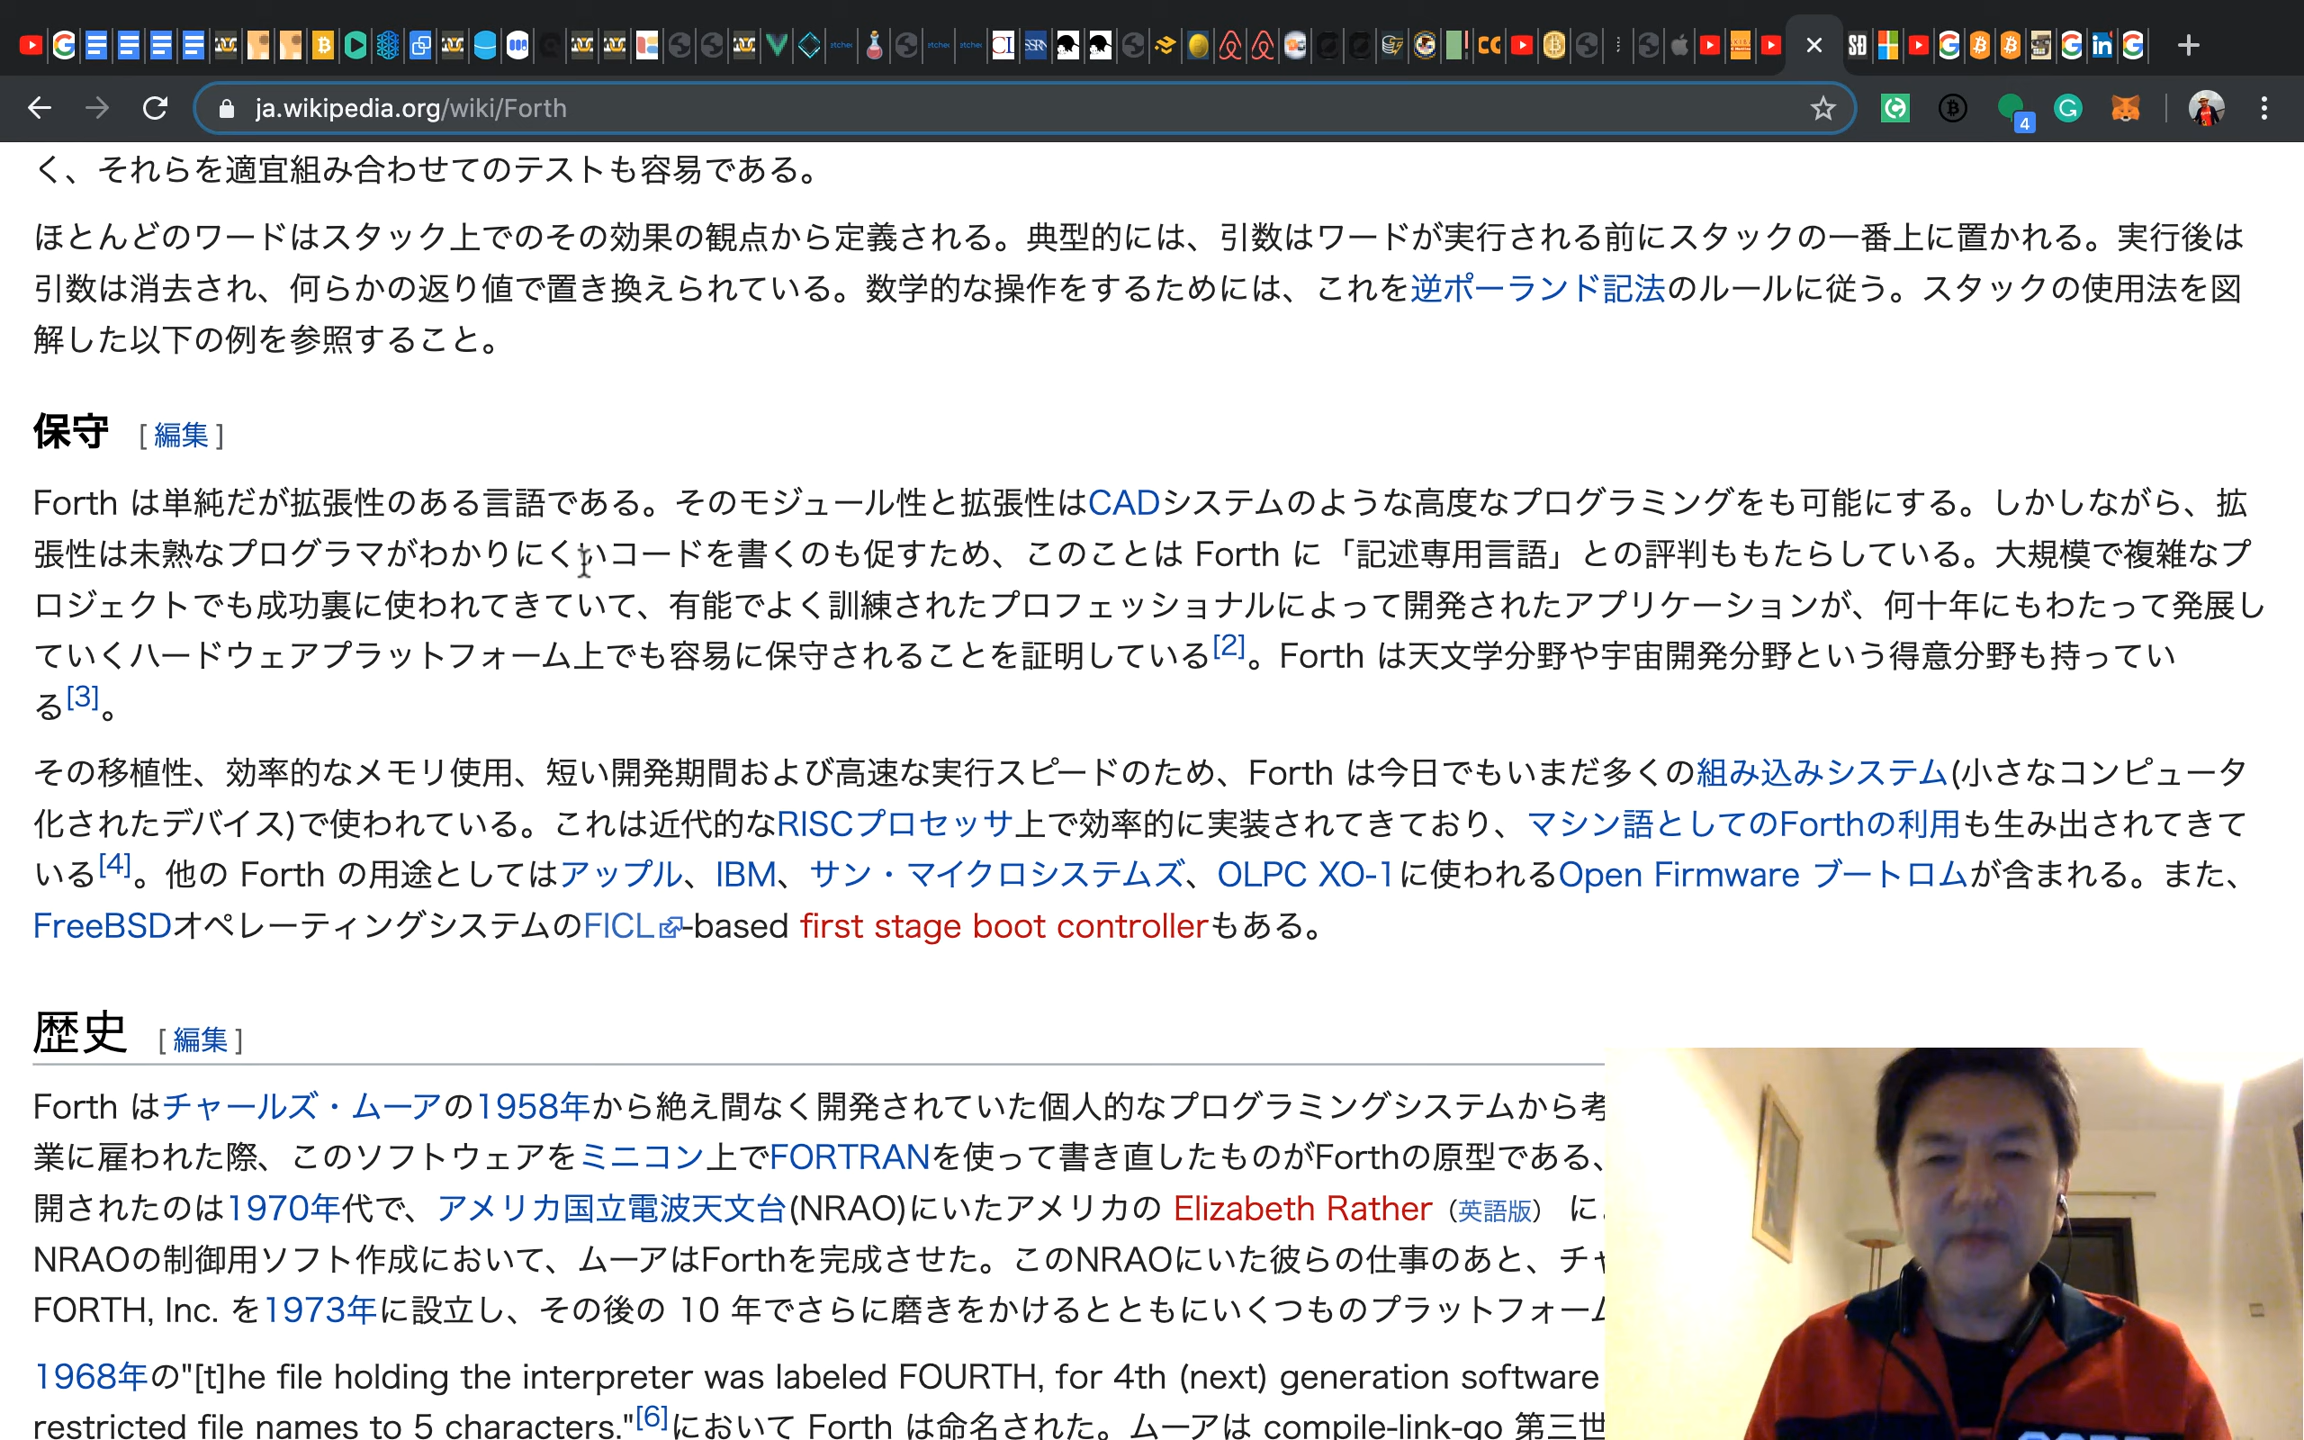 ja.wikipedia.org/wiki/Forth
4
く、それらを適宜組み合わせてのテストも容易である。
ほとんどのワードはスタック上でのその効果の観点から定義される。典型的には、引数はワードが実行される前にスタックの一番上に置かれる。実行後は
引数は消去され、何らかの返り値で置き換えられている。数学的な操作をするためには、これを逆ポーランド記法のルールに従う。スタックの使用法を図
解した以下の例を参照すること。
保守 [編集]
Forth は単純だが拡張性のある言語である。そのモジュール性と拡張性はCADシステムのような高度なプログラミングをも可能にする。しかしながら、拡
張性は未熟なプログラマがわかりにくいコードを書くのも促すため、このことは Forth に「記述専用言語」との評判ももたらしている。大規模で複雑なプ
ロジェクトでも成功裏に使われてきていて、有能でよく訓練されたプロフェッショナルによって開発されたアプリケーションが、何十年にもわたって発展し
ていくハードウェアプラットフォーム上でも容易に保守されることを証明している[2]。Forth は天文学分野や宇宙開発分野という得意分野も持ってい
る[3]。
その移植性、効率的なメモリ使用、短い開発期間および高速な実行スピードのため、Forth は今日でもいまだ多くの組み込みシステム(小さなコンピュータ
化されたデバイス)で使われている。これは近代的なRISCプロセッサ上で効率的に実装されてきており、マシン語としてのForthの利用も生み出されてきて
いる[4]。他の Forth の用途としてはアップル、IBM、サン・マイクロシステムズ、OLPC XO-1に使われるOpen Firmware ブートロムが含まれる。また、
FreeBSDオペレーティングシステムのFICL-based first stage boot controllerもある。
歴史 [編集]
Forth はチャールズ・ムーアの1958年から絶え間なく開発されていた個人的なプログラミングシステムから考
業に雇われた際、このソフトウェアをミニコン上でFORTRANを使って書き直したものがForthの原型である、
開されたのは1970年代で、アメリカ国立電波天文台(NRAO)にいたアメリカの Elizabeth Rather（英語版） に
NRAOの制御用ソフト作成において、ムーアはForthを完成させた。このNRAOにいた彼らの仕事のあと、チャ
FORTH, Inc. を1973年に設立し、その後の 10 年でさらに磨きをかけるとともにいくつものプラットフォーム
1968年の"[t]he file holding the interpreter was labeled FOURTH, for 4th (next) generation software
restricted file names to 5 characters."[6]において Forth は命名された。ムーアは compile-link-go 第三世